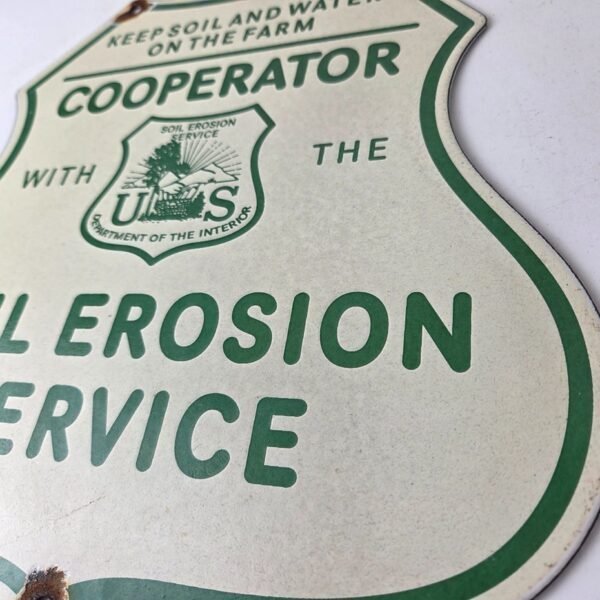 KEEP SOIL AND WATER
ON THE FARM
COOPERATOR
WITH THE
SOIL EROSION
SERVICE
U S
DEPARTMENT OF THE INTERIOR
IL EROSION
ERVICE